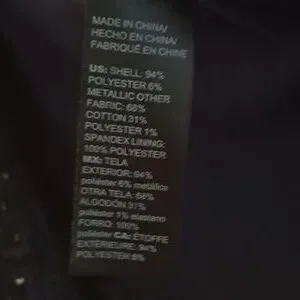 MADE IN CHINA/
HECHO EN CHINA/
FABRIQUÉ EN CHINE
US: SHELL: 94%
POLYESTER 6%
METALLIC OTHER
FABRIC: 68%
COTTON 31%
POLYESTER 1%
SPANDEX LINING:
100% POLYESTER
MX: TELA
EXTERIOR: 94%
poliéster 6% metálico
OTRA TELA: 68%
ALGODÓN 31%
poliéster 1% elastano
FORRO: 100%
poliéster CA: ÉTOFFE
EXTÉRIEURE: 94%
POLYESTER 6%